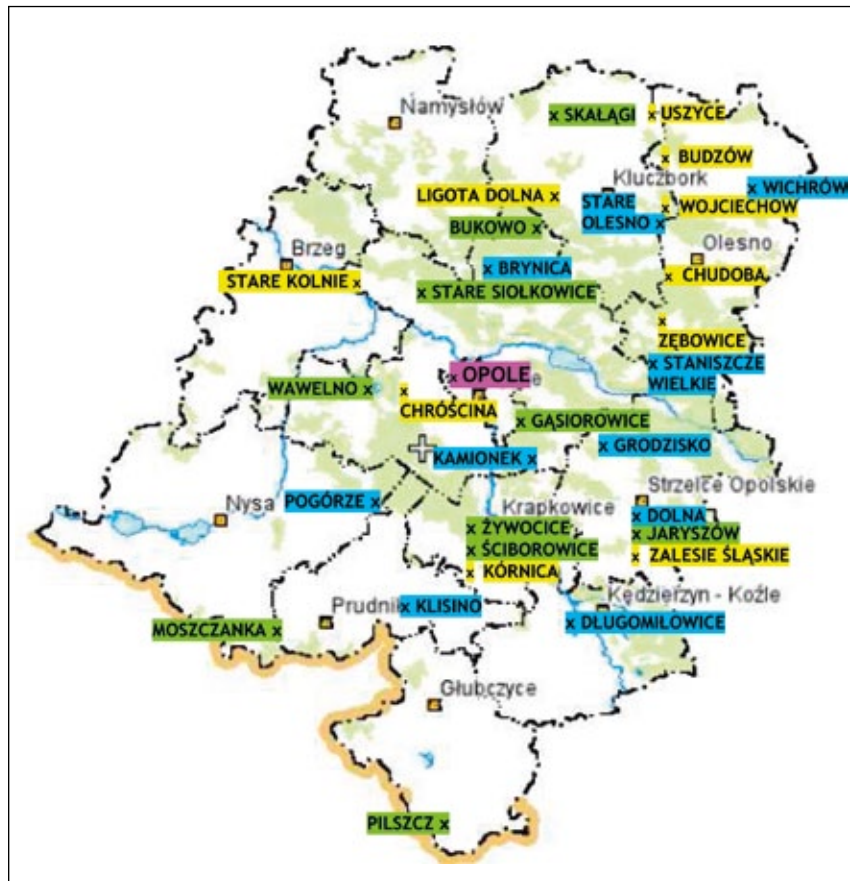 Namysłów
x SKAŁĄGI
x USZYCE
x BUDZÓW
Kluczbork
x WICHRÓW
LIGOTA DOLNA x
STARE
OLESNO x
x WOJCIECHOW
BUKOWO x
Olesno
Brzeg
x BRYNICA
x CHUDOBA
STARE KOLNIE x
x STARE SIOŁKOWICE
x
ZĘBOWICE
x STANISZCZE
WIELKIE
x OPOLE
WAWELNO x
x
CHRÓŚCINA
x GĄSIOROWICE
x GRODZISKO
KAMIONEK x
Strzelce Opolskie
Nysa
POGÓRZE x
Krapkowice
x DOLNA
x ŻYWOCICE
x JARYSZÓW
x ŚCIBOROWICE
x ZALESIE ŚLĄSKIE
x KÓRNICA
Kędzierzyn - Koźle
Prudnik
x KLISINO
x DŁUGOMIŁOWICE
MOSZCZANKA x
Głubczyce
PILSZCZ x